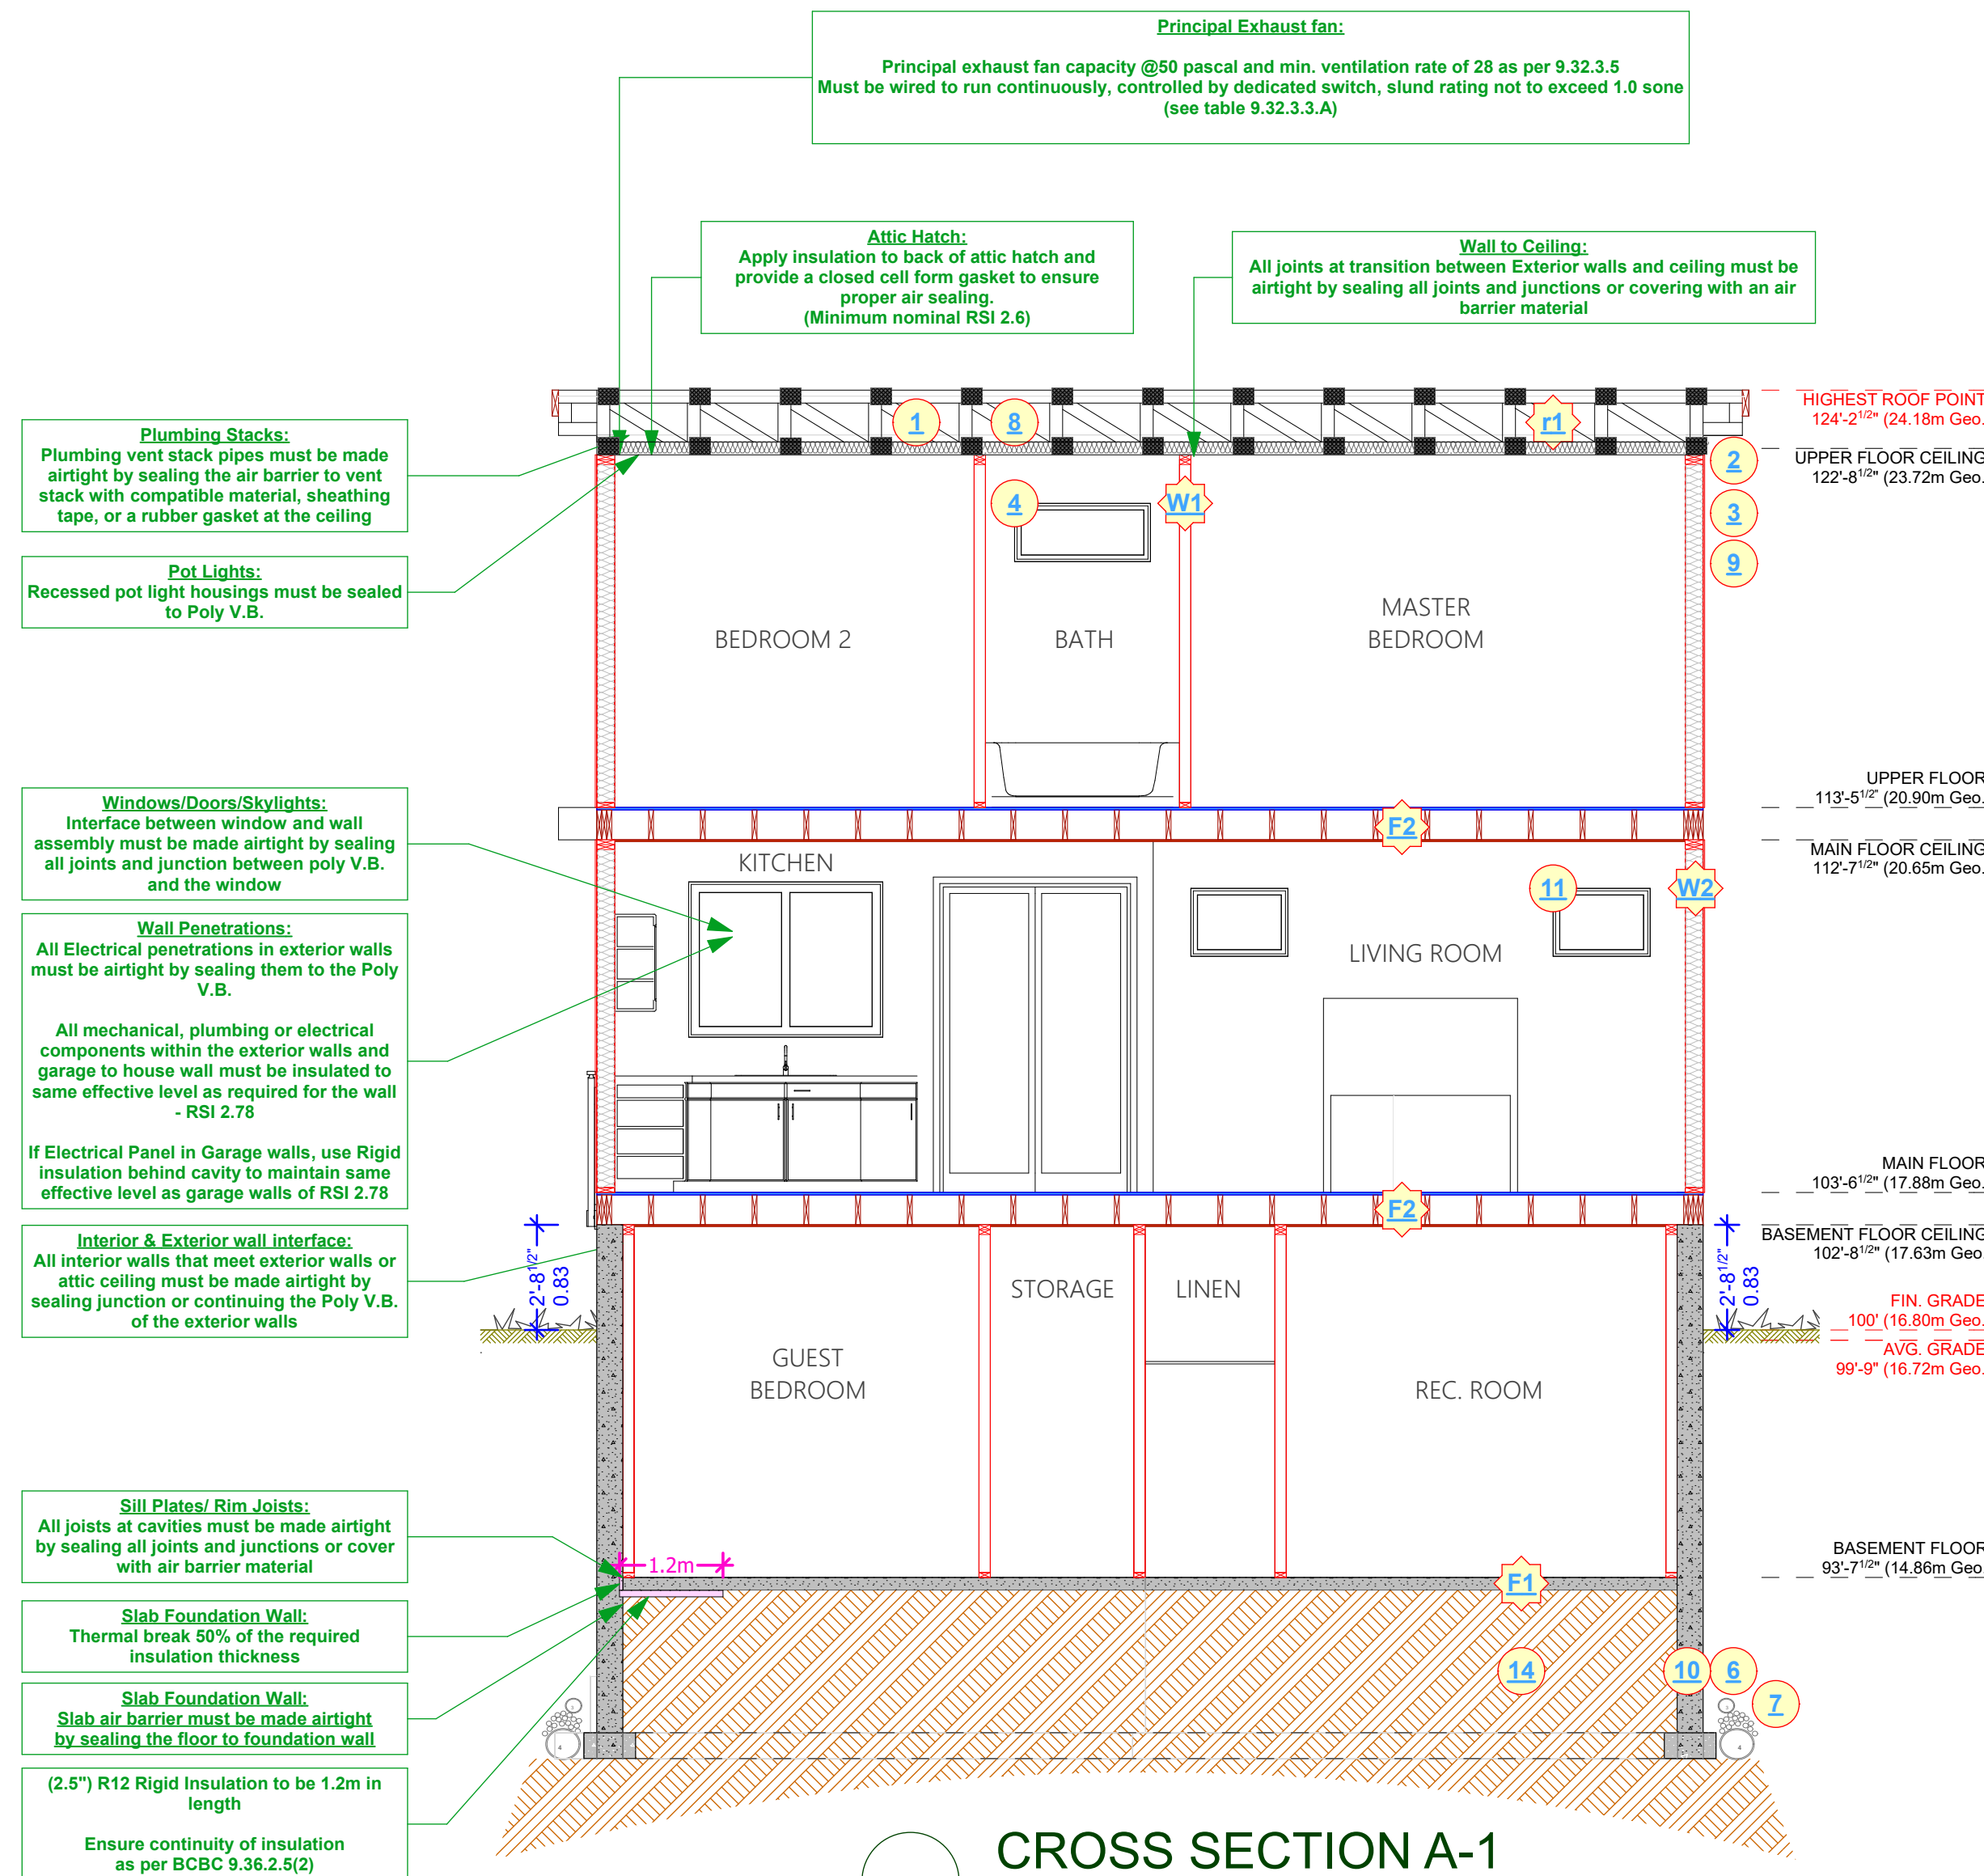 Principal Exhaust fan:
Principal exhaust fan capacity @50 pascal and min. ventilation rate of 28 as per 9.32.3.5
Must be wired to run continuously, controlled by dedicated switch, slund rating not to exceed 1.0 sone
(see table 9.32.3.3.A)
Attic Hatch:
Apply insulation to back of attic hatch and
provide a closed cell form gasket to ensure
proper air sealing.
(Minimum nominal RSI 2.6)
Wall to Ceiling:
All joints at transition between Exterior walls and ceiling must be
airtight by sealing all joints and junctions or covering with an air
barrier material
Plumbing Stacks:
Plumbing vent stack pipes must be made
airtight by sealing the air barrier to vent
stack with compatible material, sheathing
tape, or a rubber gasket at the ceiling
Pot Lights:
Recessed pot light housings must be sealed
to Poly V.B.
Windows/Doors/Skylights:
Interface between window and wall
assembly must be made airtight by sealing
all joints and junction between poly V.B.
and the window
Wall Penetrations:
All Electrical penetrations in exterior walls
must be airtight by sealing them to the Poly
V.B.
All mechanical, plumbing or electrical
components within the exterior walls and
garage to house wall must be insulated to
same effective level as required for the wall
- RSI 2.78
If Electrical Panel in Garage walls, use Rigid
insulation behind cavity to maintain same
effective level as garage walls of RSI 2.78
Interior & Exterior wall interface:
All interior walls that meet exterior walls or
attic ceiling must be made airtight by
sealing junction or continuing the Poly V.B.
of the exterior walls
Sill Plates/ Rim Joists:
All joists at cavities must be made airtight
by sealing all joints and junctions or cover
with air barrier material
Slab Foundation Wall:
Thermal break 50% of the required
insulation thickness
Slab Foundation Wall:
Slab air barrier must be made airtight
by sealing the floor to foundation wall
(2.5") R12 Rigid Insulation to be 1.2m in
length
Ensure continuity of insulation
as per BCBC 9.36.2.5(2)
1
8
r1
2
3
9
4
W1
BEDROOM 2
BATH
MASTER
BEDROOM
F2
KITCHEN
11
W2
LIVING ROOM
F2
2'-8 1/2"
0.83
2'-8 1/2"
0.83
STORAGE
LINEN
GUEST
BEDROOM
REC. ROOM
1.2m
F1
14
10
6
7
4
4
HIGHEST ROOF POINT
124'-2 1/2" (24.18m Geo.
UPPER FLOOR CEILING
122'-8 1/2" (23.72m Geo.
UPPER FLOOR
113'-5 1/2" (20.90m Geo.
MAIN FLOOR CEILING
112'-7 1/2" (20.65m Geo.
MAIN FLOOR
103'-6 1/2" (17.88m Geo.
BASEMENT FLOOR CEILING
102'-8 1/2" (17.63m Geo.
FIN. GRADE
100' (16.80m Geo.
AVG. GRADE
99'-9" (16.72m Geo.
BASEMENT FLOOR
93'-7 1/2" (14.86m Geo.
CROSS SECTION A-1